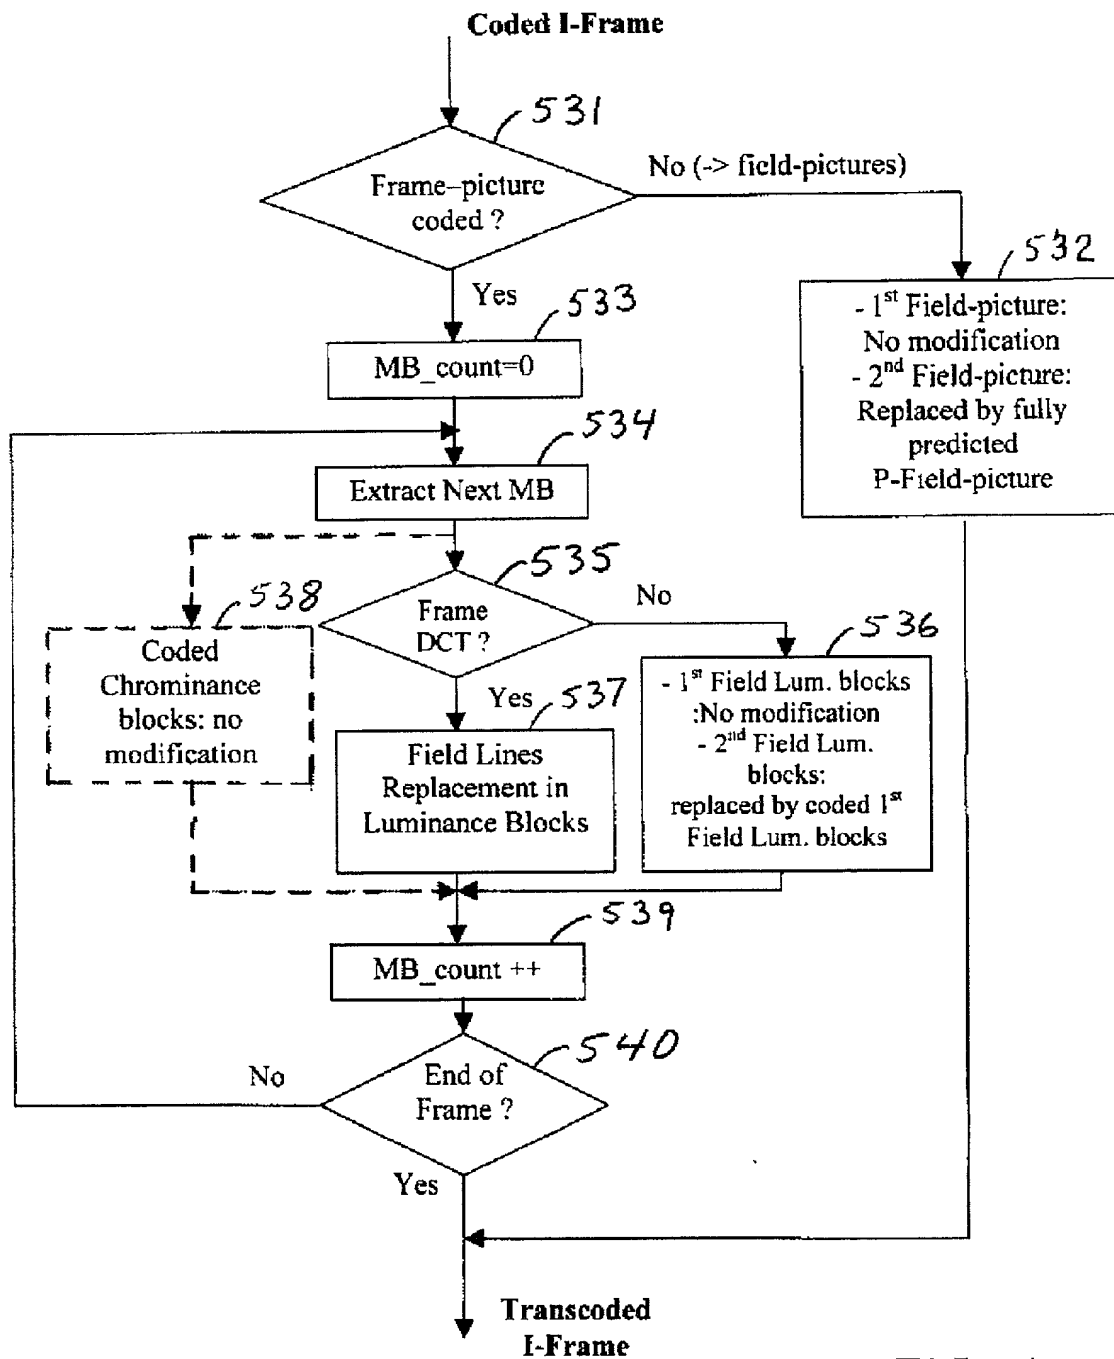 Coded I-Frame
531
Frame-picture
coded ?
No (-> field-pictures)
532
- 1st Field-picture:
No modification
- 2nd Field-picture:
Replaced by fully
predicted
P-Field-picture
Yes
533
MB_count=0
534
Extract Next MB
535
Frame
DCT ?
No
538
Coded
Chrominance
blocks: no
modification
536
- 1st Field Lum. blocks
:No modification
- 2nd Field Lum.
blocks:
replaced by coded 1st
Field Lum. blocks
Yes
537
Field Lines
Replacement in
Luminance Blocks
539
MB_count ++
540
End of
Frame ?
No
Yes
Transcoded
I-Frame